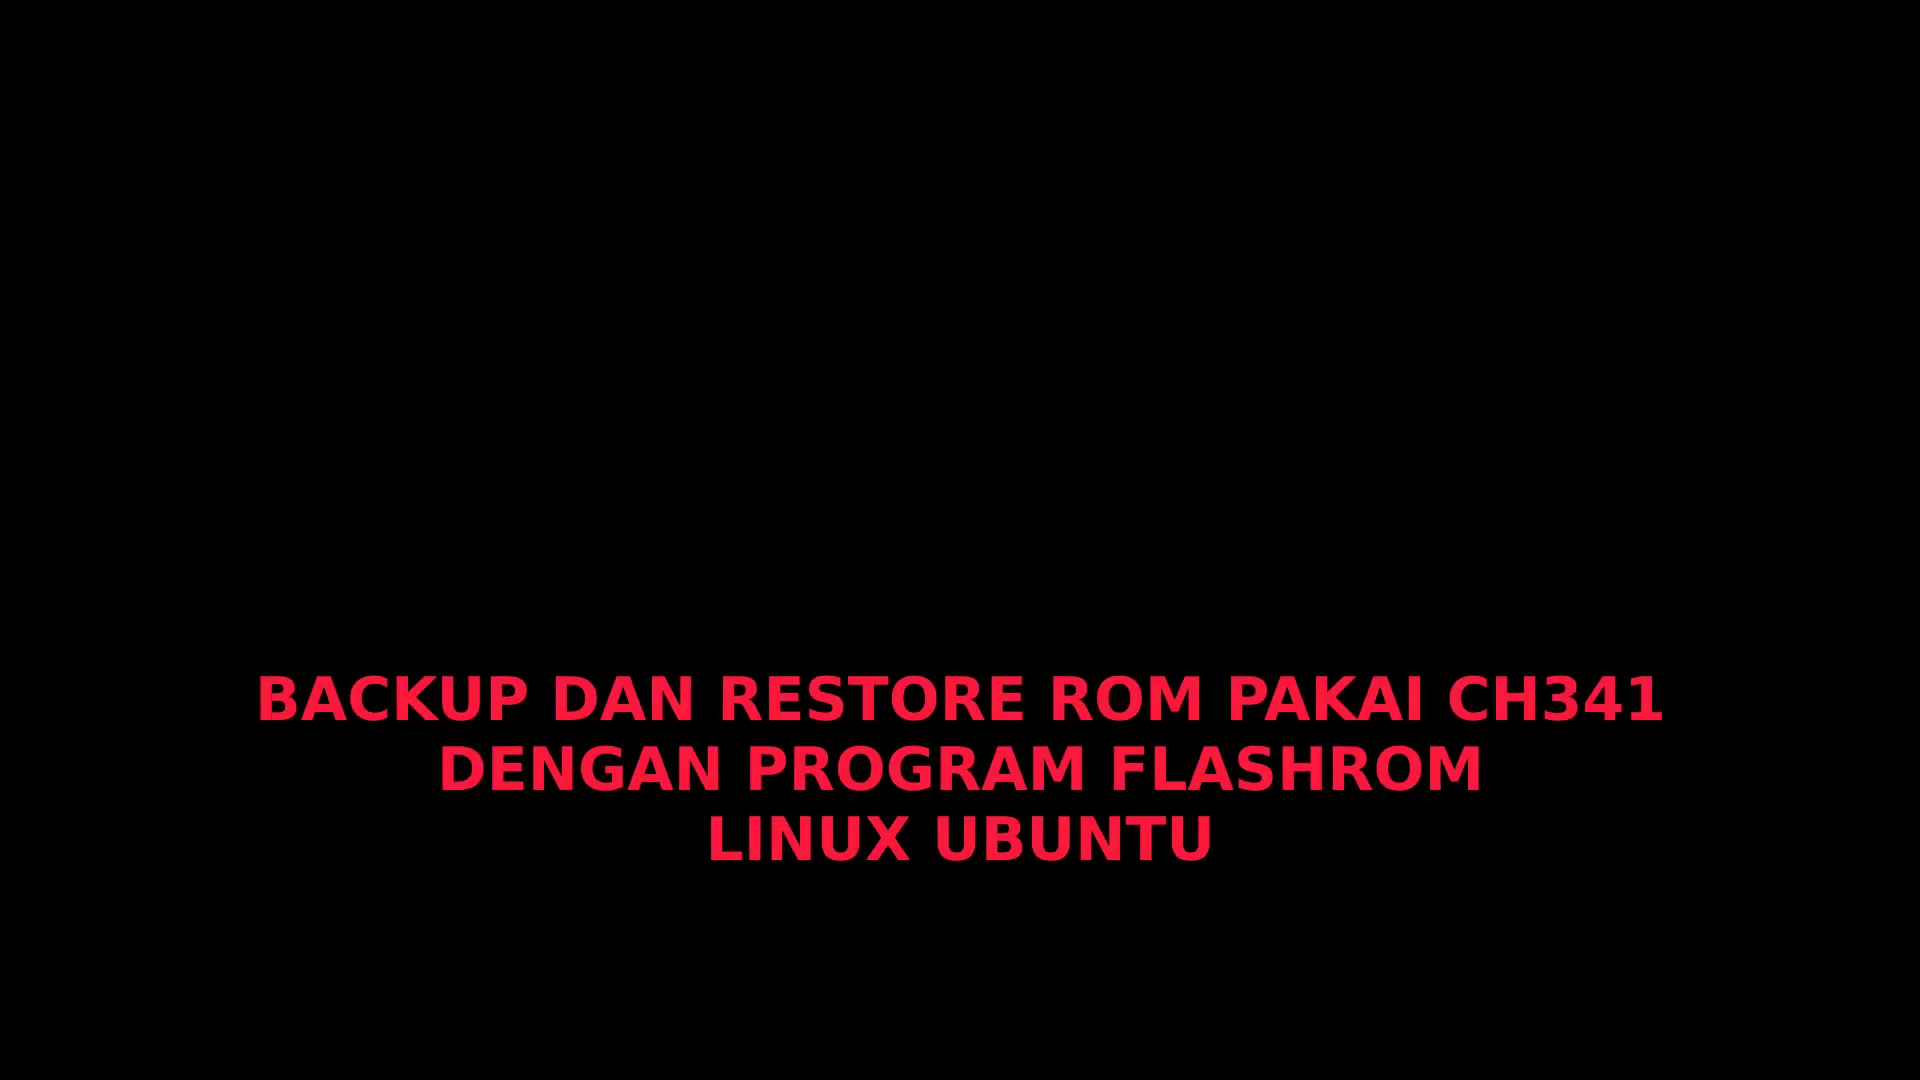 BACKUP DAN RESTORE ROM PAKAI CH341
DENGAN PROGRAM FLASHROM
LINUX UBUNTU